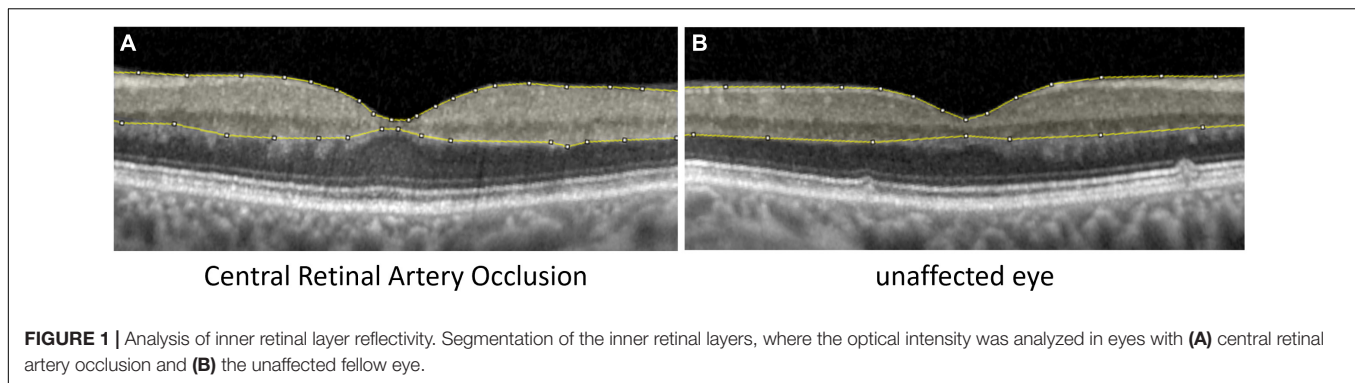 A
B
Central Retinal Artery Occlusion
unaffected eye
FIGURE 1 | Analysis of inner retinal layer reflectivity. Segmentation of the inner retinal layers, where the optical intensity was analyzed in eyes with (A) central retinal
artery occlusion and (B) the unaffected fellow eye.